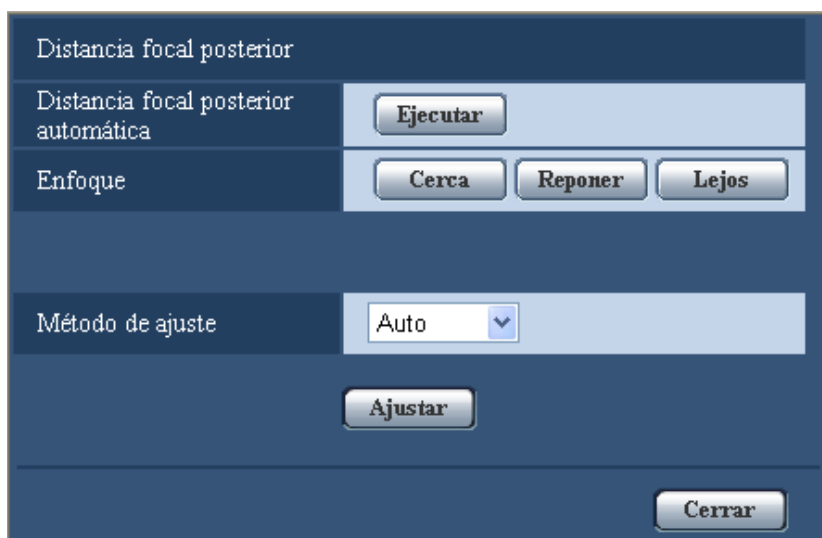 Distancia focal posterior
Distancia focal posterior
automática
Ejecutar
Enfoque
Cerca
Reponer
Lejos
Método de ajuste
Auto
Ajustar
Cerrar